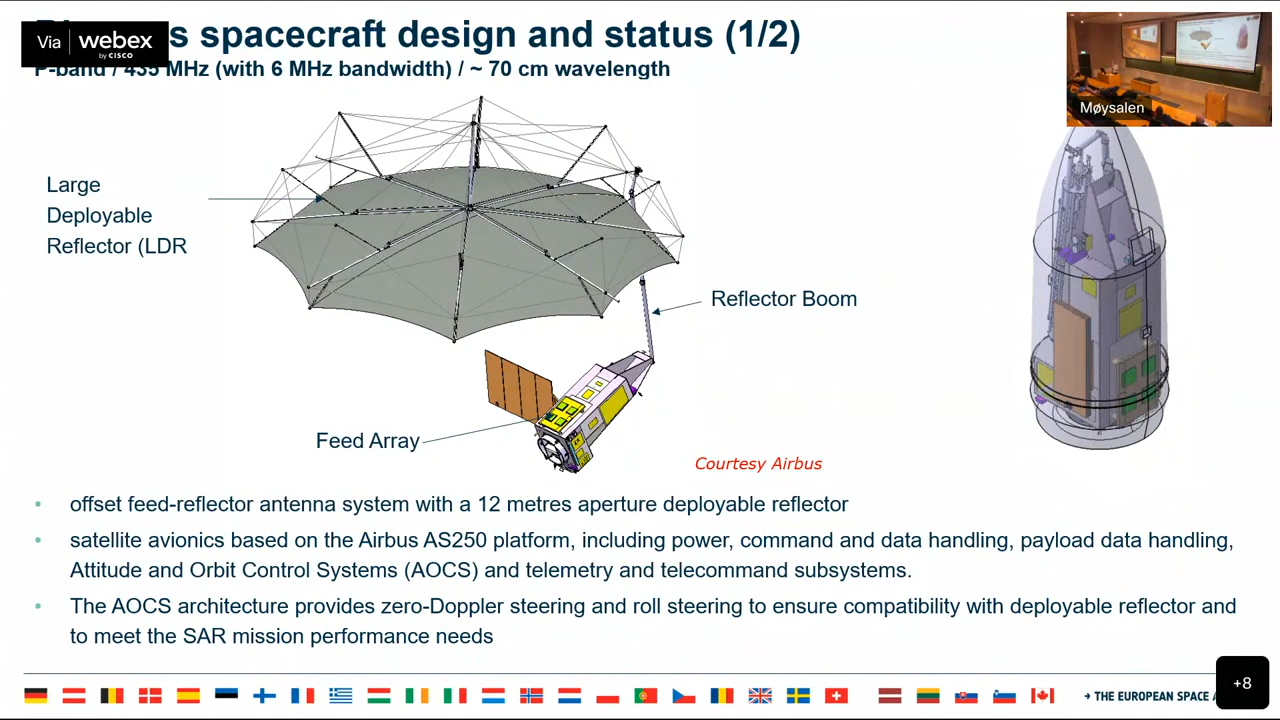 Via webex
by CISCO
s spacecraft design and status (1/2)
P-band / 435 MHz (with 6 MHz bandwidth) / ~ 70 cm wavelength
Møysalen
Large
Deployable
Reflector (LDR
Reflector Boom
Feed Array
Courtesy Airbus
• offset feed-reflector antenna system with a 12 metres aperture deployable reflector
• satellite avionics based on the Airbus AS250 platform, including power, command and data handling, payload data handling,
Attitude and Orbit Control Systems (AOCS) and telemetry and telecommand subsystems.
• The AOCS architecture provides zero-Doppler steering and roll steering to ensure compatibility with deployable reflector and
to meet the SAR mission performance needs
→ THE EUROPEAN SPACE
+8